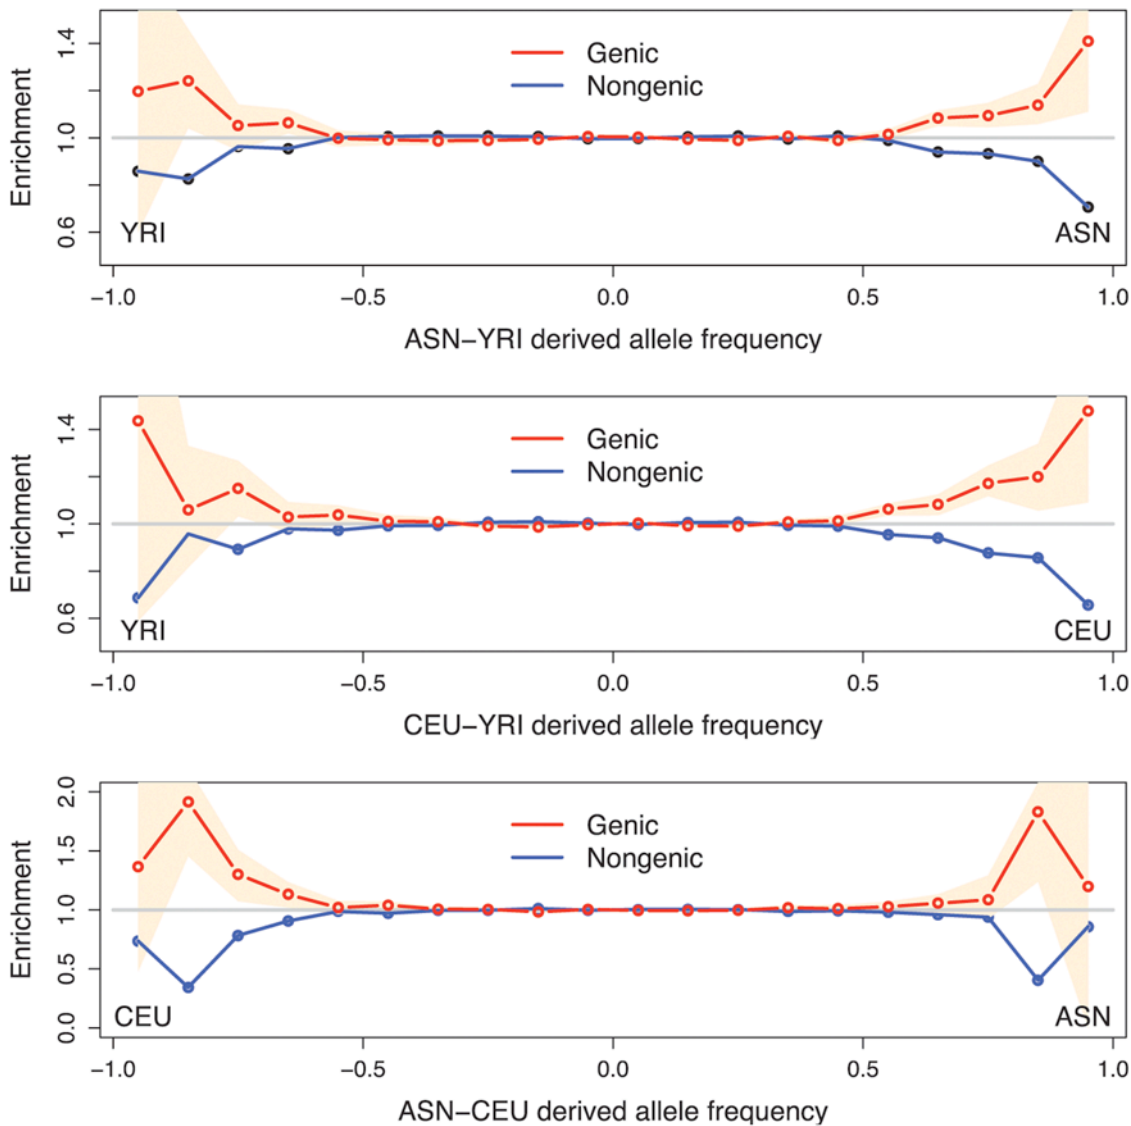 Enrichment
1.4
1.0
0.6
Genic
Nongenic
YRI
ASN
−1.0 −0.5 0.0 0.5 1.0
ASN−YRI derived allele frequency
Enrichment
1.4
1.0
0.6
Genic
Nongenic
YRI
CEU
−1.0 −0.5 0.0 0.5 1.0
CEU−YRI derived allele frequency
Enrichment
2.0
1.5
1.0
0.5
0.0
Genic
Nongenic
CEU
ASN
−1.0 −0.5 0.0 0.5 1.0
ASN−CEU derived allele frequency